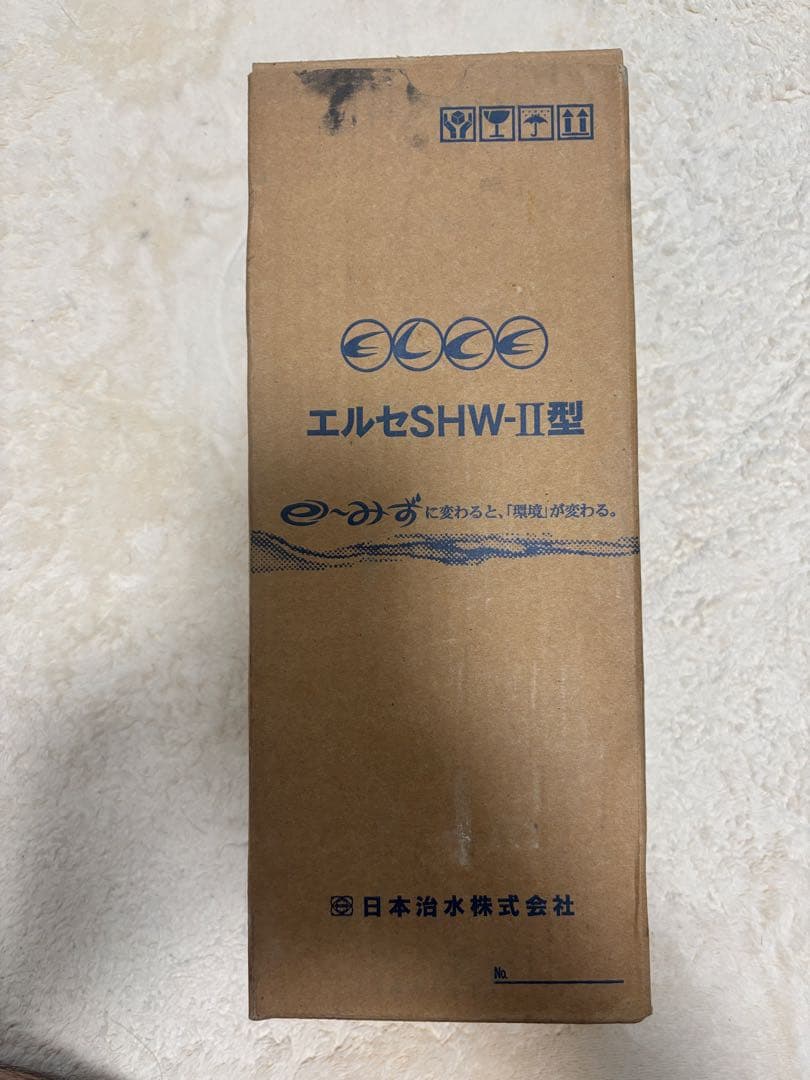 ELCE
エルセSHW-Ⅱ型
e〜みずに変わると、「環境」が変わる。
日本治水株式会社
No.